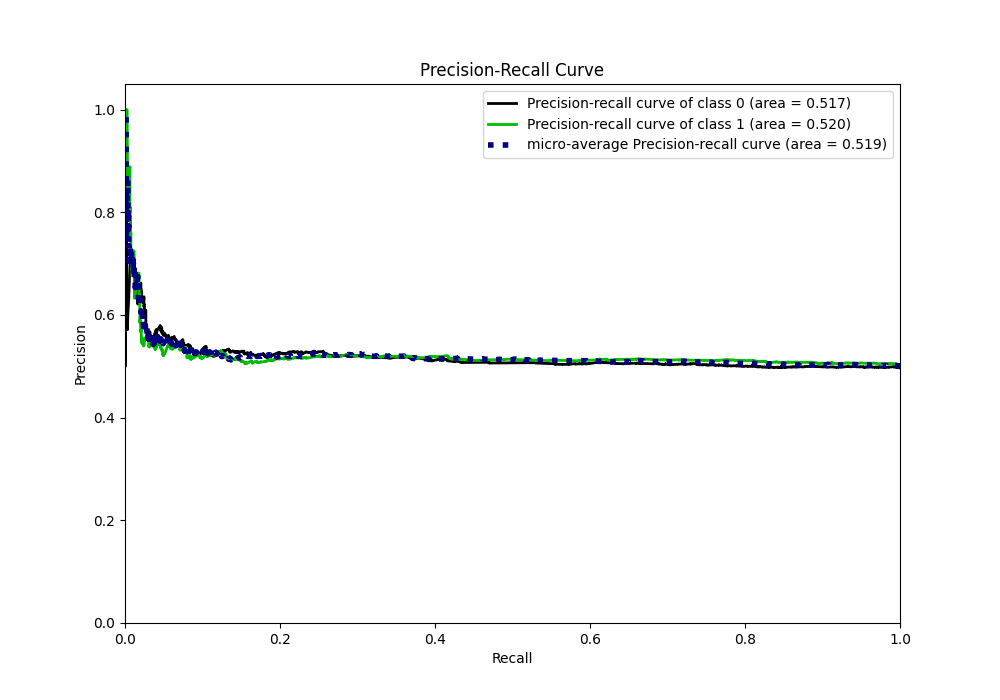 Precision-Recall Curve
Precision-recall curve of class 0 (area = 0.517)
Precision-recall curve of class 1 (area = 0.520)
micro-average Precision-recall curve (area = 0.519)
Precision
1.0
0.8
0.6
0.4
0.2
0.0
0.0 0.2 0.4 0.6 0.8 1.0
Recall